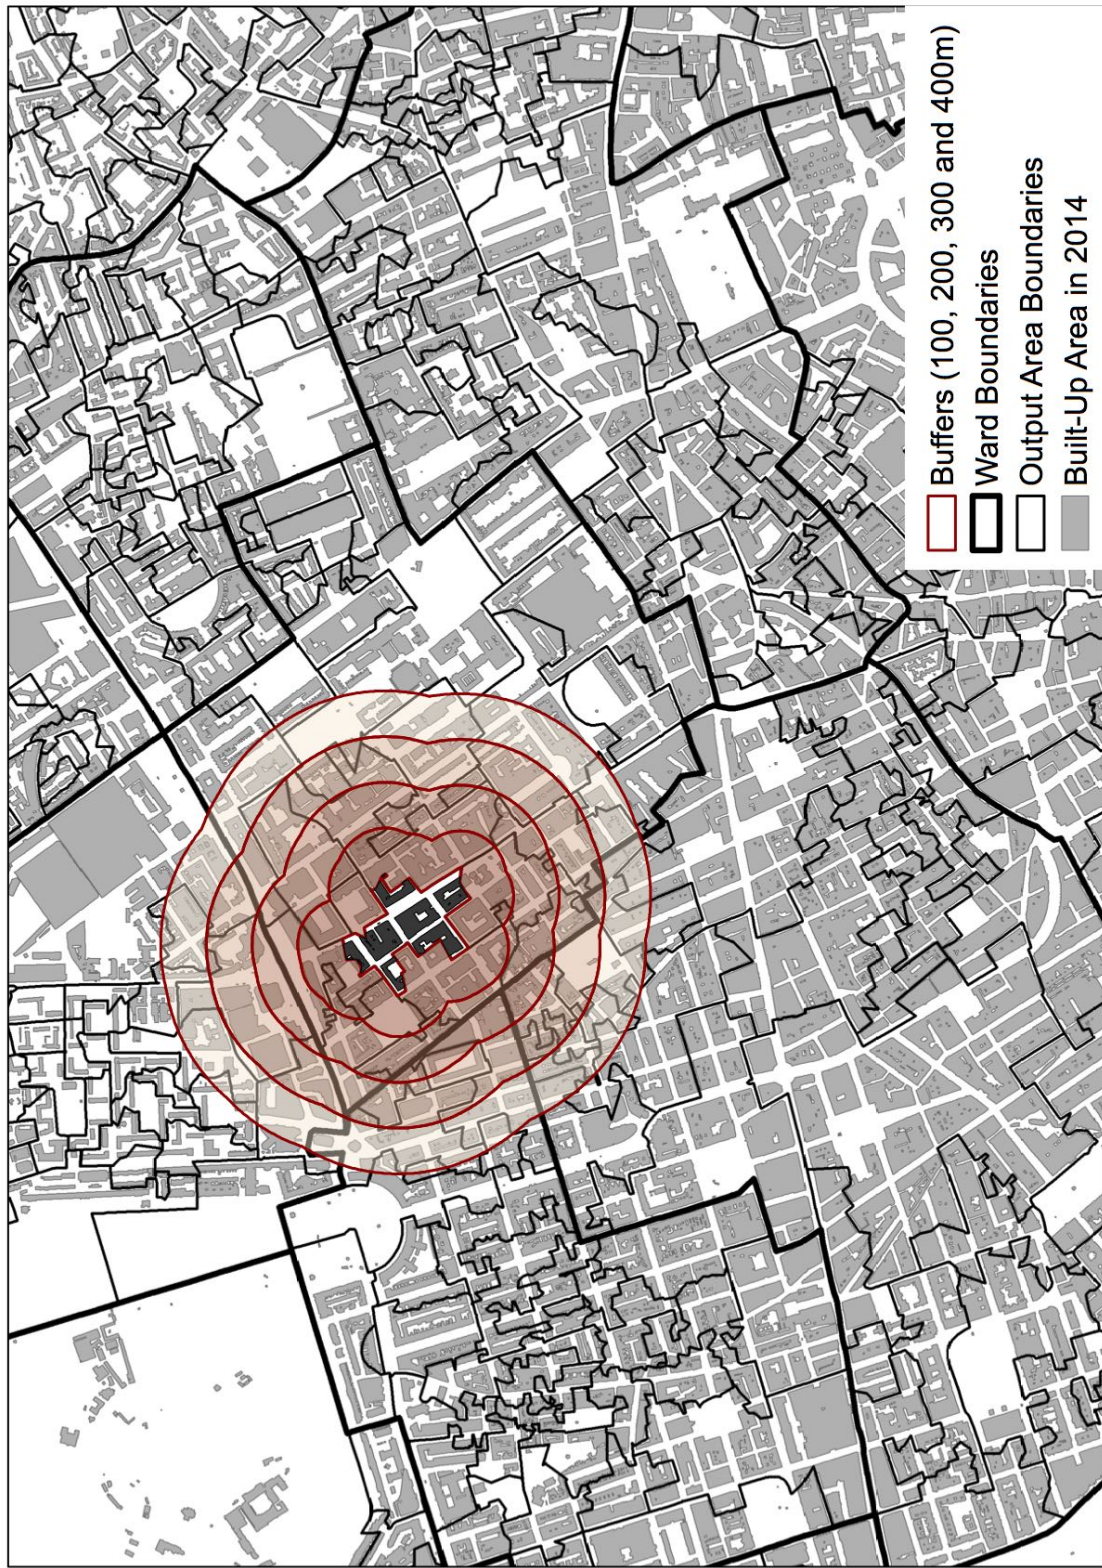 Buffers (100, 200, 300 and 400m)
Ward Boundaries
Output Area Boundaries
Built-Up Area in 2014